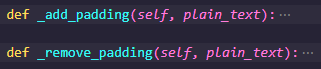 def _add_padding(self, plain_text):···
def _remove_padding(self, plain_text):···